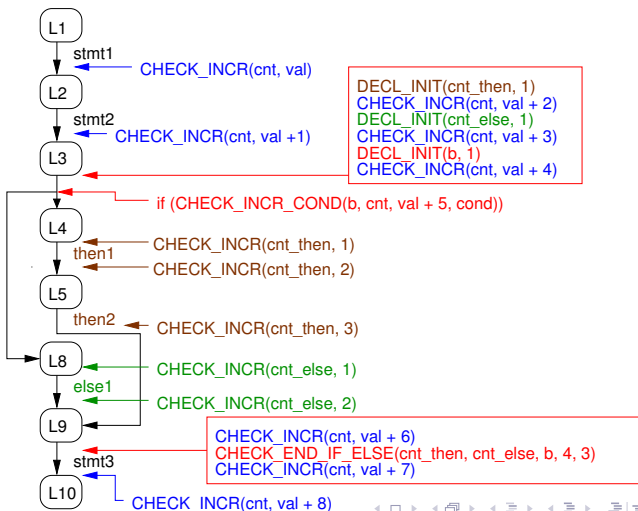 L1
stmt1
CHECK_INCR(cnt, val)
L2
stmt2
CHECK_INCR(cnt, val +1)
L3
DECL_INIT(cnt_then, 1)
CHECK_INCR(cnt, val + 2)
DECL_INIT(cnt_else, 1)
CHECK_INCR(cnt, val + 3)
DECL_INIT(b, 1)
CHECK_INCR(cnt, val + 4)
if (CHECK_INCR_COND(b, cnt, val + 5, cond))
L4
CHECK_INCR(cnt_then, 1)
then1
CHECK_INCR(cnt_then, 2)
L5
then2
CHECK_INCR(cnt_then, 3)
L8
CHECK_INCR(cnt_else, 1)
else1
CHECK_INCR(cnt_else, 2)
L9
CHECK_INCR(cnt, val + 6)
CHECK_END_IF_ELSE(cnt_then, cnt_else, b, 4, 3)
CHECK_INCR(cnt, val + 7)
stmt3
L10
CHECK_INCR(cnt, val + 8)